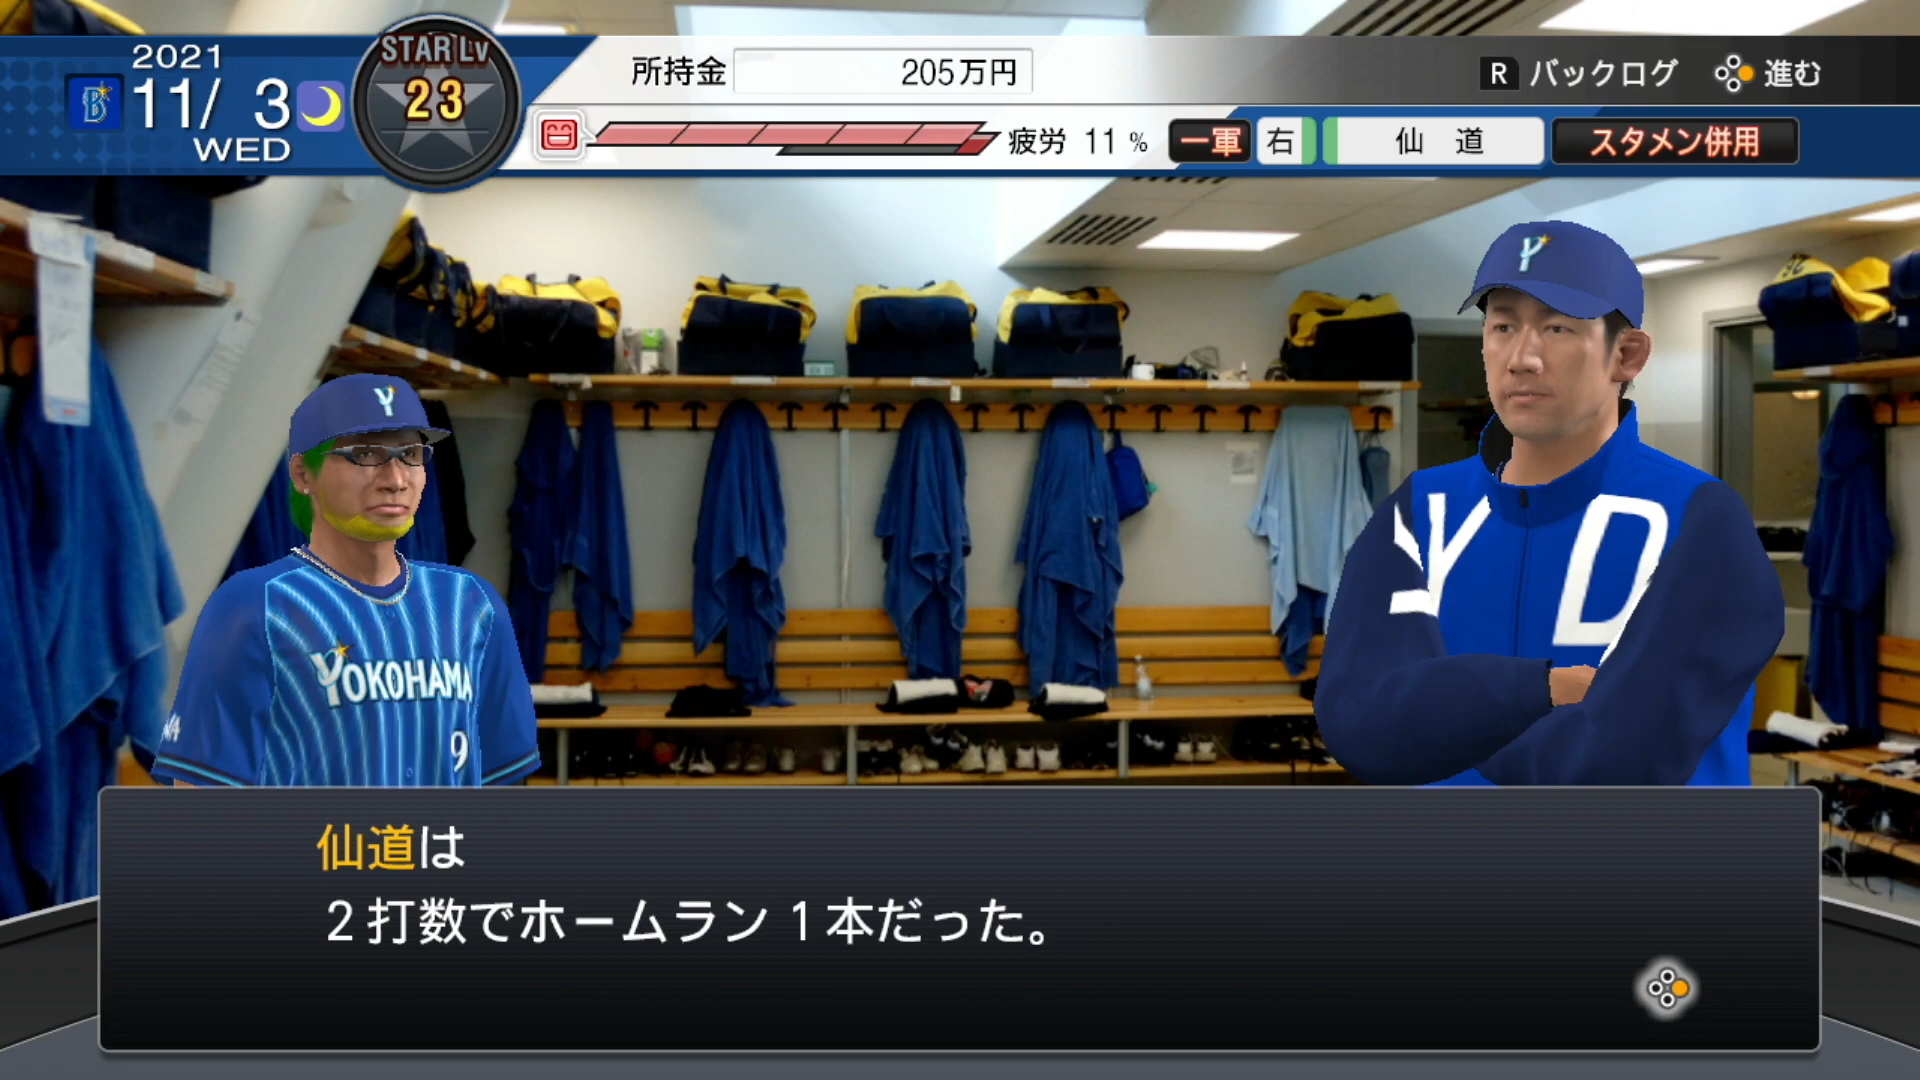 2021
11/ 3
WED
STAR Lv
23
所持金 205万円
R バックログ 進む
疲労 11 %
一軍 右 仙 道 スタメン併用
Y
Y
YD
YOKOHAMA
9
仙道は
2打数でホームラン 1本だった。